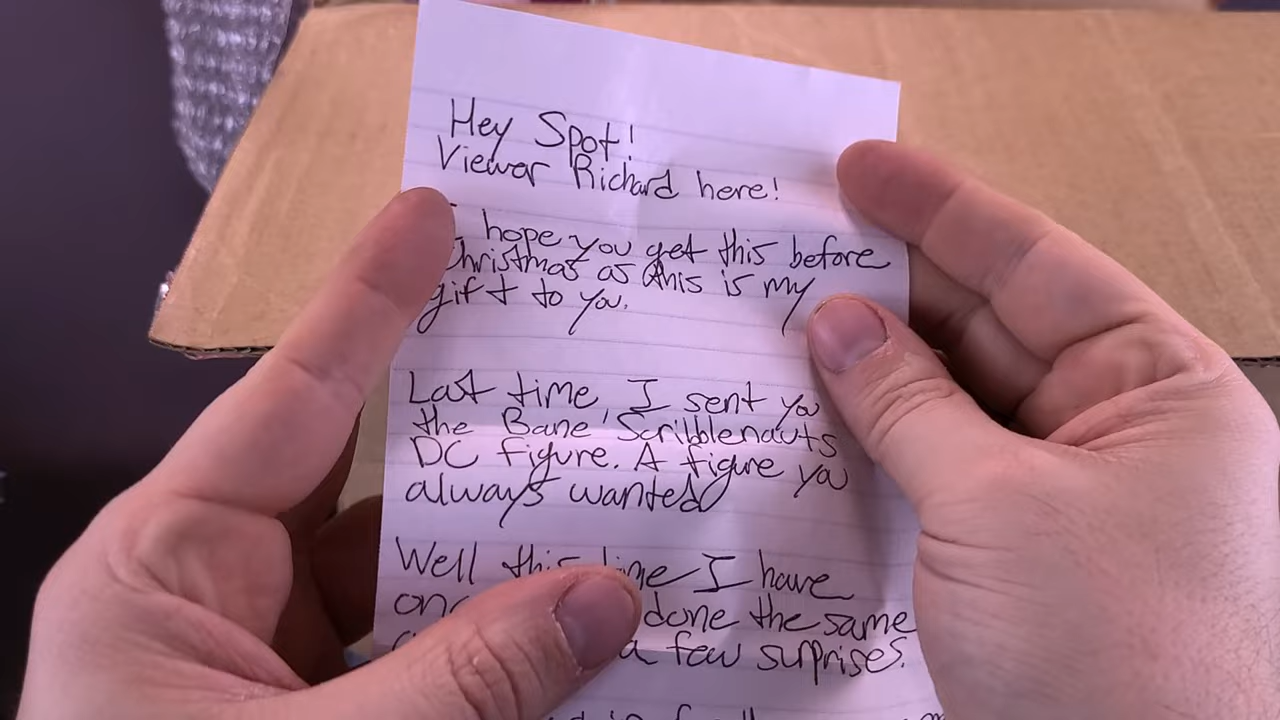 Hey Spot!
Viewer Richard here!
I hope you get this before
Christmas as this is my
gift to you.
Last time, I sent you
the Bane Scribblenauts
DC figure. A figure you
always wanted
Well this time I have
done the same
a few surprises.